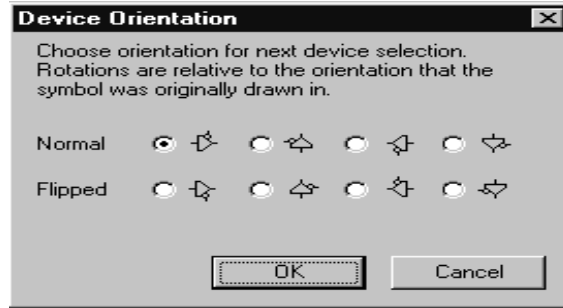 Device Orientation
Choose orientation for next device selection.
Rotations are relative to the orientation that the
symbol was originally drawn in.
Normal
Flipped
OK
Cancel